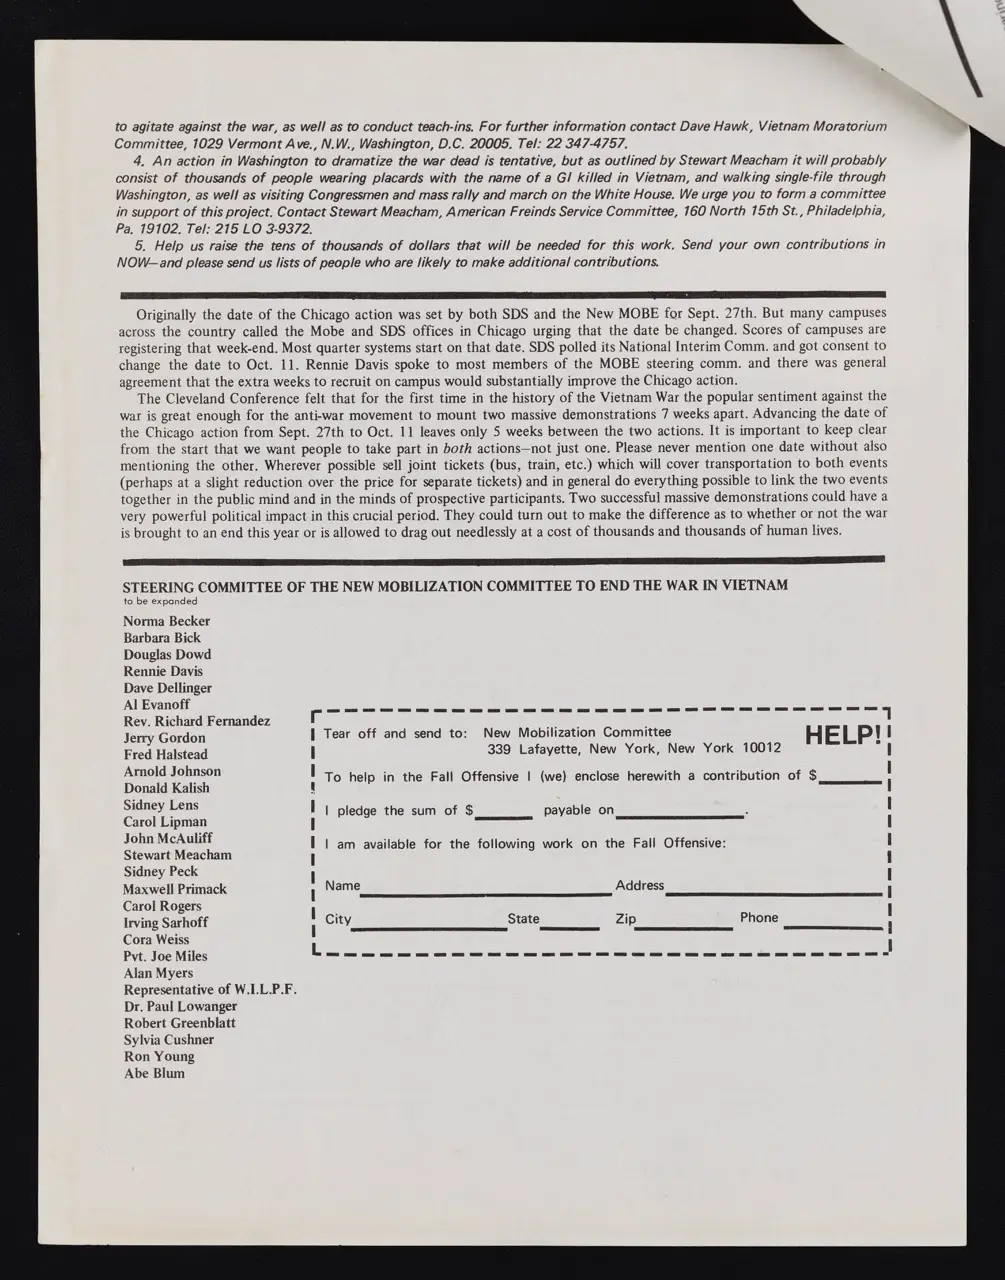 to agitate against the war, as well as to conduct teach-ins. For further information contact Dave Hawk, Vietnam Moratorium
Committee, 1029 Vermont Ave., N.W., Washington, D.C. 20005. Tel: 22 347-4757.
4. An action in Washington to dramatize the war dead is tentative, but as outlined by Stewart Meacham it will probably
consist of thousands of people wearing placards with the name of a GI killed in Vietnam, and walking single-file through
Washington, as well as visiting Congressmen and mass rally and march on the White House. We urge you to form a committee
in support of this project. Contact Stewart Meacham, American Freinds Service Committee, 160 North 15th St., Philadelphia,
Pa. 19102. Tel: 215 LO 3-9372.
5. Help us raise the tens of thousands of dollars that will be needed for this work. Send your own contributions in
NOW—and please send us lists of people who are likely to make additional contributions.
Originally the date of the Chicago action was set by both SDS and the New MOBE for Sept. 27th. But many campuses
across the country called the Mobe and SDS offices in Chicago urging that the date be changed. Scores of campuses are
registering that week-end. Most quarter systems start on that date. SDS polled its National Interim Comm. and got consent to
change the date to Oct. 11. Rennie Davis spoke to most members of the MOBE steering comm. and there was general
agreement that the extra weeks to recruit on campus would substantially improve the Chicago action.
The Cleveland Conference felt that for the first time in the history of the Vietnam War the popular sentiment against the
war is great enough for the anti-war movement to mount two massive demonstrations 7 weeks apart. Advancing the date of
the Chicago action from Sept. 27th to Oct. 11 leaves only 5 weeks between the two actions. It is important to keep clear
from the start that we want people to take part in both actions—not just one. Please never mention one date without also
mentioning the other. Wherever possible sell joint tickets (bus, train, etc.) which will cover transportation to both events
(perhaps at a slight reduction over the price for separate tickets) and in general do everything possible to link the two events
together in the public mind and in the minds of prospective participants. Two successful massive demonstrations could have a
very powerful political impact in this crucial period. They could turn out to make the difference as to whether or not the war
is brought to an end this year or is allowed to drag out needlessly at a cost of thousands and thousands of human lives.
STEERING COMMITTEE OF THE NEW MOBILIZATION COMMITTEE TO END THE WAR IN VIETNAM
to be expanded
Norma Becker
Barbara Bick
Douglas Dowd
Rennie Davis
Dave Dellinger
Al Evanoff
Rev. Richard Fernandez
Jerry Gordon
Fred Halstead
Arnold Johnson
Donald Kalish
Sidney Lens
Carol Lipman
John McAuliff
Stewart Meacham
Sidney Peck
Maxwell Primack
Carol Rogers
Irving Sarhoff
Cora Weiss
Pvt. Joe Miles
Alan Myers
Representative of W.I.L.P.F.
Dr. Paul Lowanger
Robert Greenblatt
Sylvia Cushner
Ron Young
Abe Blum
Tear off and send to: New Mobilization Committee HELP!
339 Lafayette, New York, New York 10012
To help in the Fall Offensive I (we) enclose herewith a contribution of $
I pledge the sum of $ payable on .
I am available for the following work on the Fall Offensive:
Name Address
City State Zip Phone